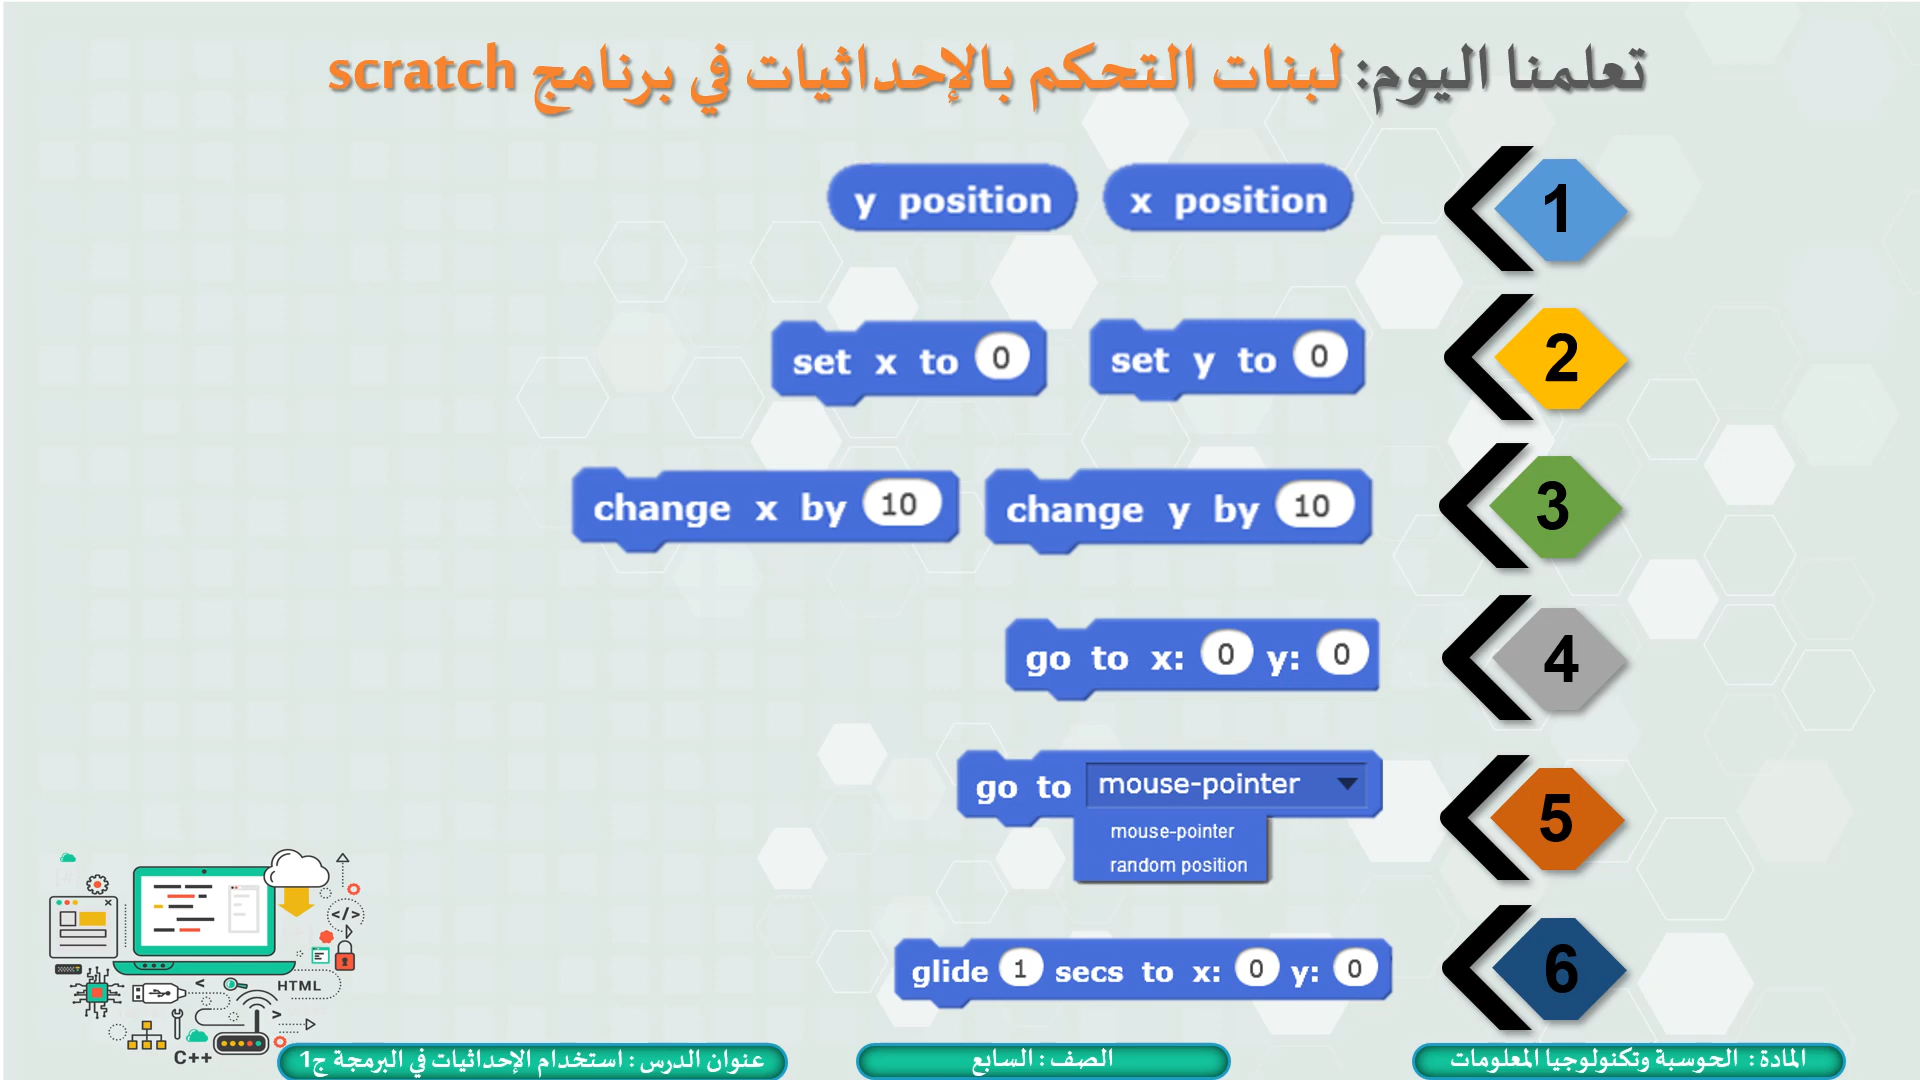 تعلمنا اليوم: لبنات التحكم بالإحداثيات في برنامج scratch
1
x position
y position
2
set y to 0
set x to 0
3
change y by 10
change x by 10
4
go to x: 0 y: 0
5
go to mouse-pointer
mouse-pointer
random position
6
glide 1 secs to x: 0 y: 0
</>
HTML
C++
المادة : الحوسبة وتكنولوجيا المعلومات
الصف : السابع
عنوان الدرس : استخدام الإحداثيات في البرمجة ج1